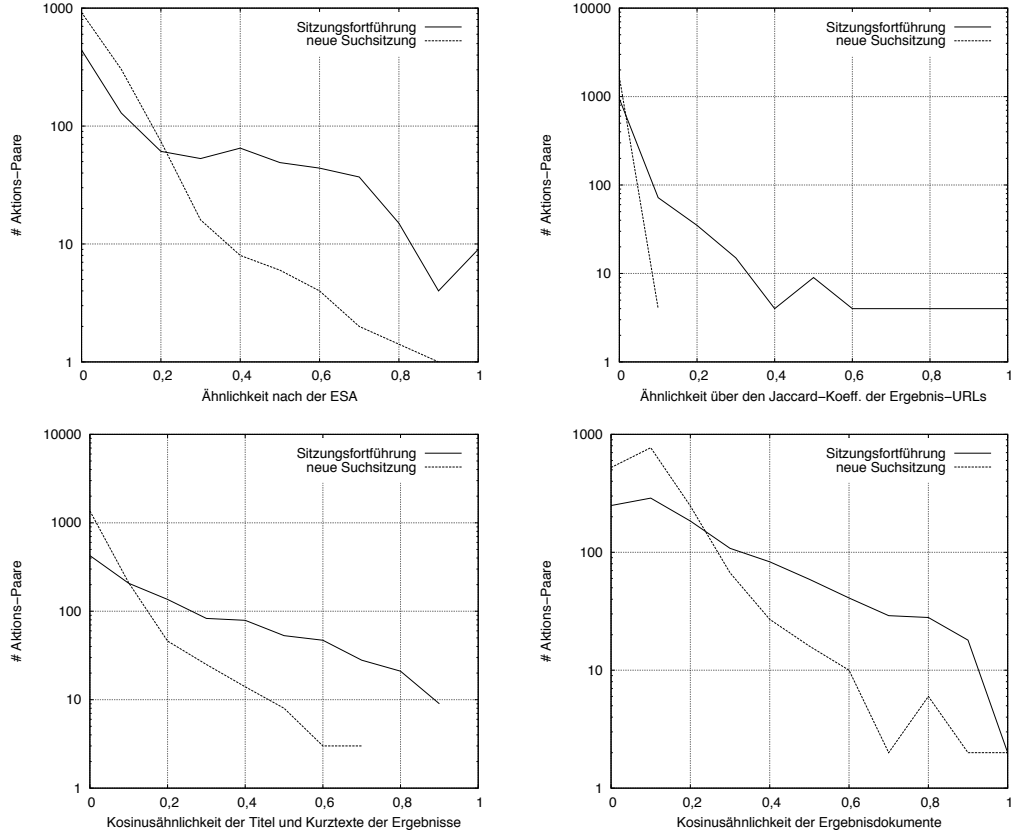 1000
100
10
1
# Aktions−Paare
Sitzungsfortführung
neue Suchsitzung
0 0,2 0,4 0,6 0,8 1
Ähnlichkeit nach der ESA
10000
1000
100
10
1
# Aktions−Paare
Sitzungsfortführung
neue Suchsitzung
0 0,2 0,4 0,6 0,8 1
Ähnlichkeit über den Jaccard−Koeff. der Ergebnis−URLs
10000
1000
100
10
1
# Aktions−Paare
Sitzungsfortführung
neue Suchsitzung
0 0,2 0,4 0,6 0,8 1
Kosinusähnlichkeit der Titel und Kurztexte der Ergebnisse
1000
100
10
1
# Aktions−Paare
Sitzungsfortführung
neue Suchsitzung
0 0,2 0,4 0,6 0,8 1
Kosinusähnlichkeit der Ergebnisdokumente